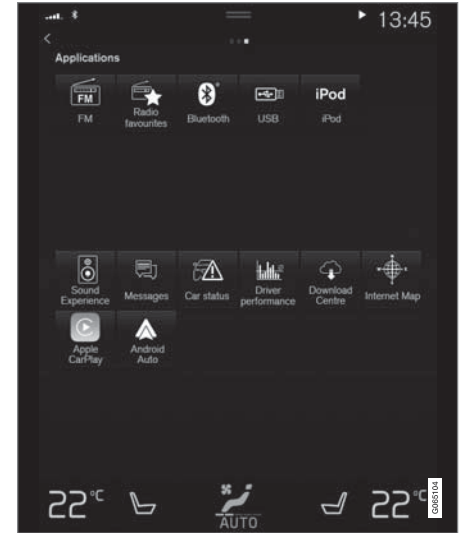 13:45
Applications
FM
FM
Radio
favourites
Bluetooth
USB
iPod
iPod
Sound
Experience
Messages
Car status
Driver
performance
Download
Centre
Internet Map
Apple
CarPlay
Android
Auto
22°C
AUTO
22°C
G065104